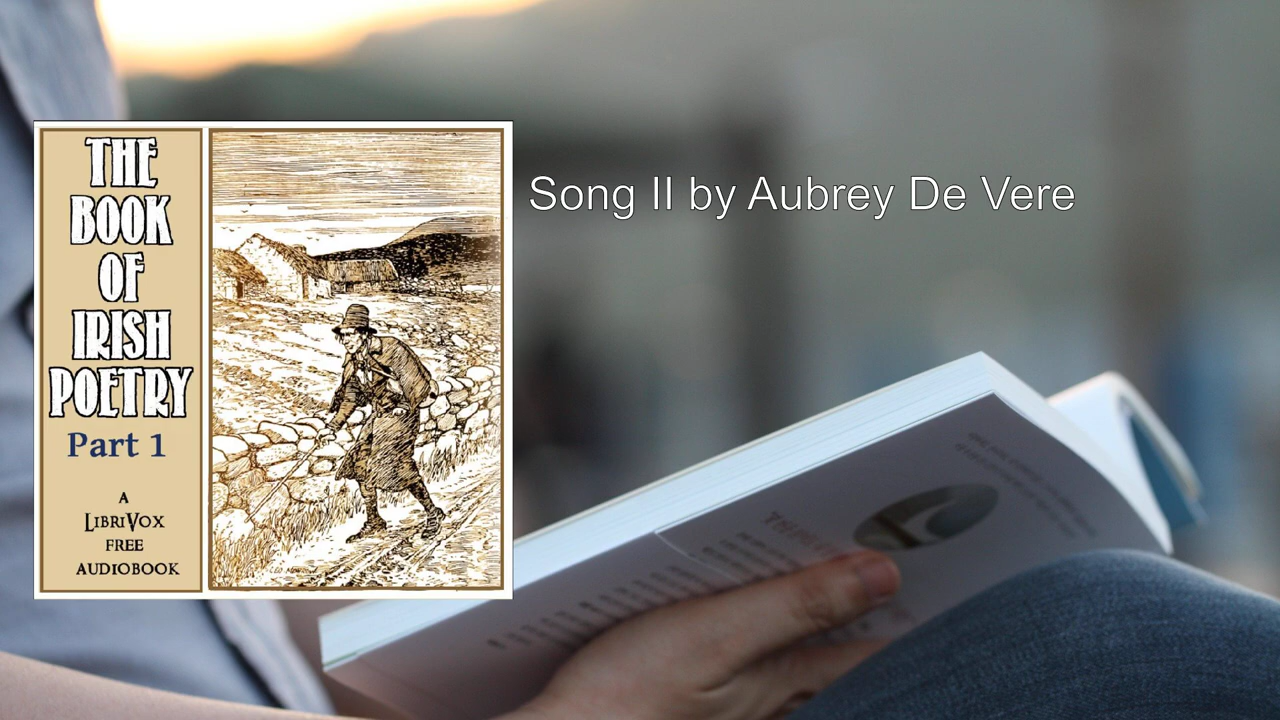 THE
BOOK
OF
IRISH
POETRY
Part 1
A
LIBRIVOX
FREE
AUDIOBOOK
Song II by Aubrey De Vere